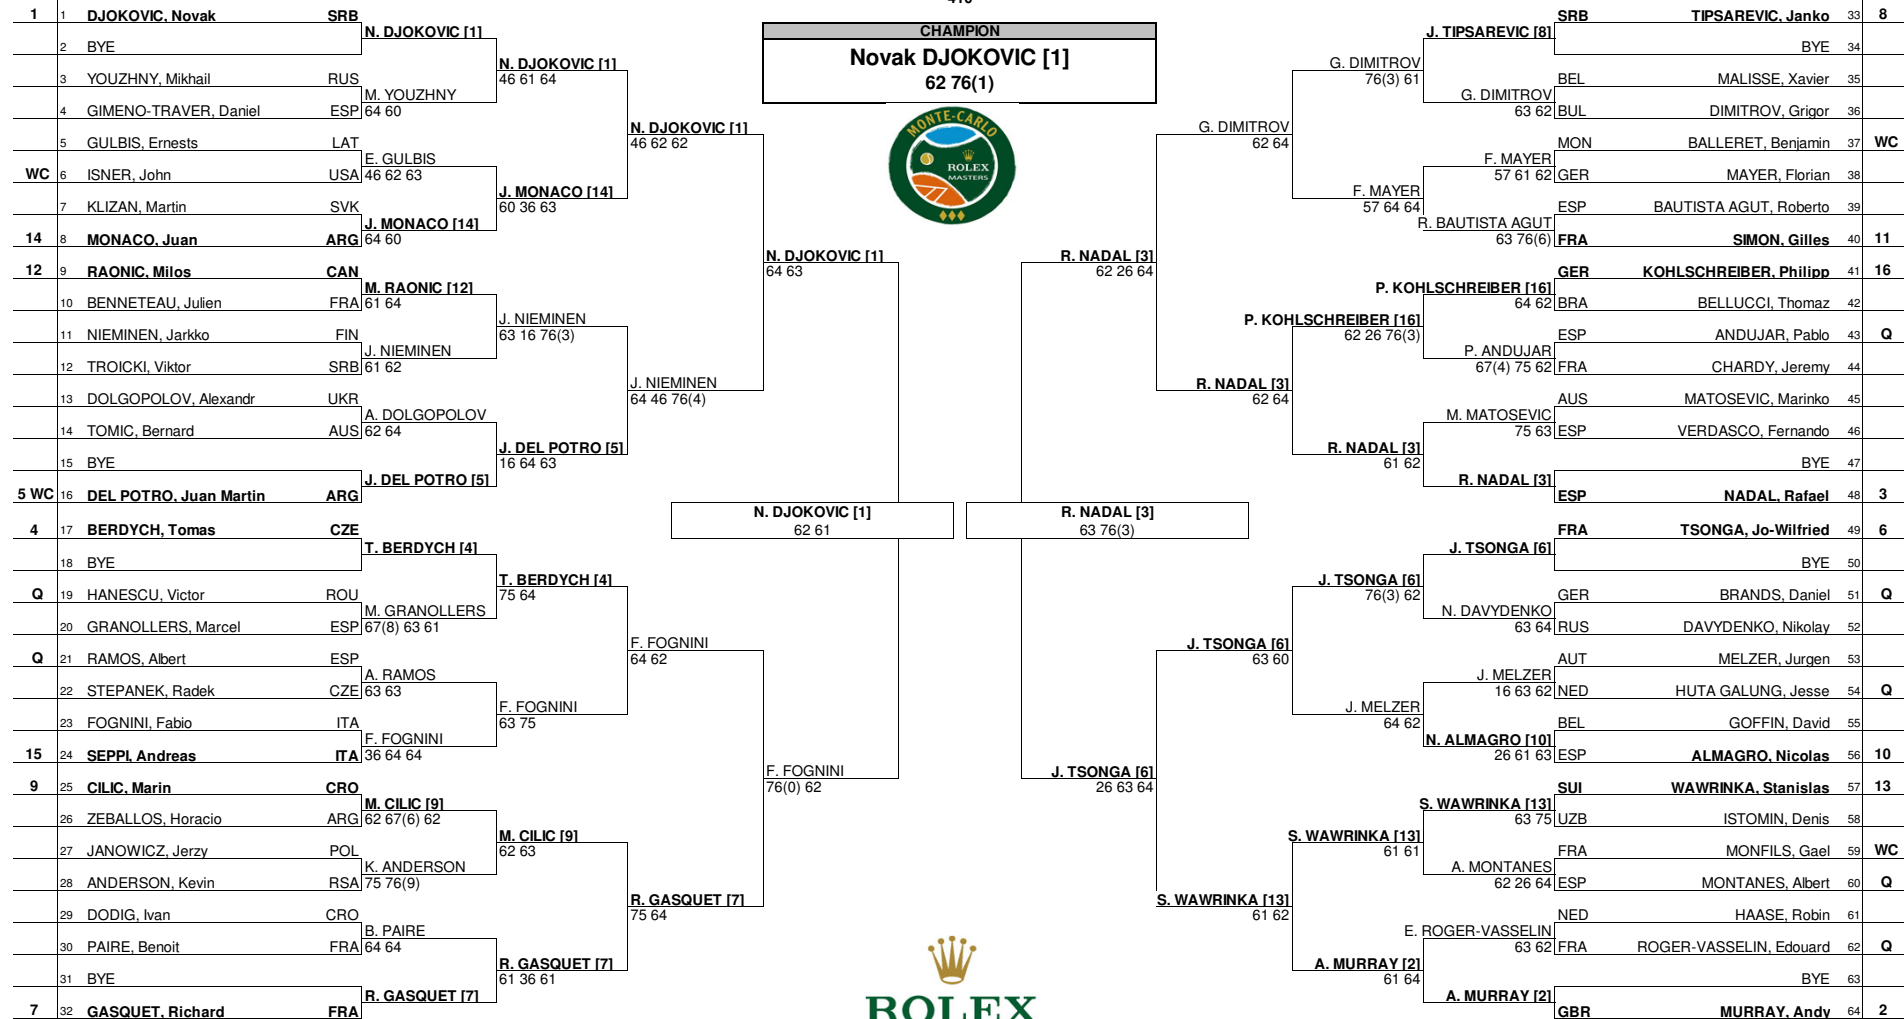 1 1 DJOKOVIC, Novak SRB
N. DJOKOVIC [1]
2 BYE
N. DJOKOVIC [1]
46 61 64
3 YOUZHNY, Mikhail RUS
M. YOUZHNY
4 GIMENO-TRAVER, Daniel ESP 64 60
N. DJOKOVIC [1]
46 62 62
5 GULBIS, Ernests LAT
E. GULBIS
WC 6 ISNER, John USA 46 62 63
J. MONACO [14]
60 36 63
7 KLIZAN, Martin SVK
J. MONACO [14]
14 8 MONACO, Juan ARG 64 60
N. DJOKOVIC [1]
64 63
12 9 RAONIC, Milos CAN
M. RAONIC [12]
10 BENNETEAU, Julien FRA 61 64
J. NIEMINEN
63 16 76(3)
11 NIEMINEN, Jarkko FIN
J. NIEMINEN
12 TROICKI, Viktor SRB 61 62
J. NIEMINEN
64 46 76(4)
13 DOLGOPOLOV, Alexandr UKR
A. DOLGOPOLOV
14 TOMIC, Bernard AUS 62 64
J. DEL POTRO [5]
16 64 63
15 BYE
J. DEL POTRO [5]
5 WC 16 DEL POTRO, Juan Martin ARG
N. DJOKOVIC [1]
62 61
4 17 BERDYCH, Tomas CZE
T. BERDYCH [4]
18 BYE
T. BERDYCH [4]
75 64
Q 19 HANESCU, Victor ROU
M. GRANOLLERS
20 GRANOLLERS, Marcel ESP 67(8) 63 61
F. FOGNINI
64 62
Q 21 RAMOS, Albert ESP
A. RAMOS
22 STEPANEK, Radek CZE 63 63
F. FOGNINI
63 75
23 FOGNINI, Fabio ITA
F. FOGNINI
15 24 SEPPI, Andreas ITA 36 64 64
F. FOGNINI
76(0) 62
9 25 CILIC, Marin CRO
M. CILIC [9]
26 ZEBALLOS, Horacio ARG 62 67(6) 62
M. CILIC [9]
62 63
27 JANOWICZ, Jerzy POL
K. ANDERSON
28 ANDERSON, Kevin RSA 75 76(9)
R. GASQUET [7]
75 64
29 DODIG, Ivan CRO
B. PAIRE
30 PAIRE, Benoit FRA 64 64
R. GASQUET [7]
61 36 61
31 BYE
R. GASQUET [7]
7 32 GASQUET, Richard FRA
CHAMPION
Novak DJOKOVIC [1]
62 76(1)
MONTE-CARLO
ROLEX
MASTERS
ROLEX
SRB TIPSAREVIC, Janko 33 8
J. TIPSAREVIC [8]
BYE 34
G. DIMITROV
76(3) 61
BEL MALISSE, Xavier 35
G. DIMITROV
63 62 BUL DIMITROV, Grigor 36
G. DIMITROV
62 64
MON BALLERET, Benjamin 37 WC
F. MAYER
57 61 62 GER MAYER, Florian 38
F. MAYER
57 64 64
ESP BAUTISTA AGUT, Roberto 39
R. BAUTISTA AGUT
63 76(6) FRA SIMON, Gilles 40 11
R. NADAL [3]
62 26 64
GER KOHLSCHREIBER, Philipp 41 16
P. KOHLSCHREIBER [16]
64 62 BRA BELLUCCI, Thomaz 42
P. KOHLSCHREIBER [16]
62 26 76(3)
ESP ANDUJAR, Pablo 43 Q
P. ANDUJAR
67(4) 75 62 FRA CHARDY, Jeremy 44
R. NADAL [3]
62 64
AUS MATOSEVIC, Marinko 45
M. MATOSEVIC
75 63 ESP VERDASCO, Fernando 46
R. NADAL [3]
61 62
BYE 47
R. NADAL [3]
ESP NADAL, Rafael 48 3
R. NADAL [3]
63 76(3)
FRA TSONGA, Jo-Wilfried 49 6
J. TSONGA [6]
BYE 50
J. TSONGA [6]
76(3) 62
GER BRANDS, Daniel 51 Q
N. DAVYDENKO
63 64 RUS DAVYDENKO, Nikolay 52
J. TSONGA [6]
63 60
AUT MELZER, Jurgen 53
J. MELZER
16 63 62 NED HUTA GALUNG, Jesse 54 Q
J. MELZER
64 62
BEL GOFFIN, David 55
N. ALMAGRO [10]
26 61 63 ESP ALMAGRO, Nicolas 56 10
J. TSONGA [6]
26 63 64
SUI WAWRINKA, Stanislas 57 13
S. WAWRINKA [13]
63 75 UZB ISTOMIN, Denis 58
S. WAWRINKA [13]
61 61
FRA MONFILS, Gael 59 WC
A. MONTANES
62 26 64 ESP MONTANES, Albert 60 Q
S. WAWRINKA [13]
61 62
NED HAASE, Robin 61
E. ROGER-VASSELIN
63 62 FRA ROGER-VASSELIN, Edouard 62 Q
A. MURRAY [2]
61 64
BYE 63
A. MURRAY [2]
GBR MURRAY, Andy 64 2